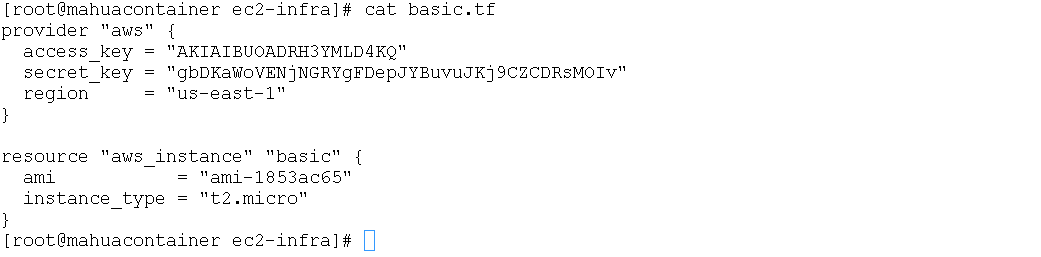 [root@mahuacontainer ec2-infra]# cat basic.tf
provider "aws" {
  access_key = "AKIAIBUOADRH3YMLD4KQ"
  secret_key = "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"
  region     = "us-east-1"
}

resource "aws_instance" "basic" {
  ami           = "ami-1853ac65"
  instance_type = "t2.micro"
}
[root@mahuacontainer ec2-infra]#